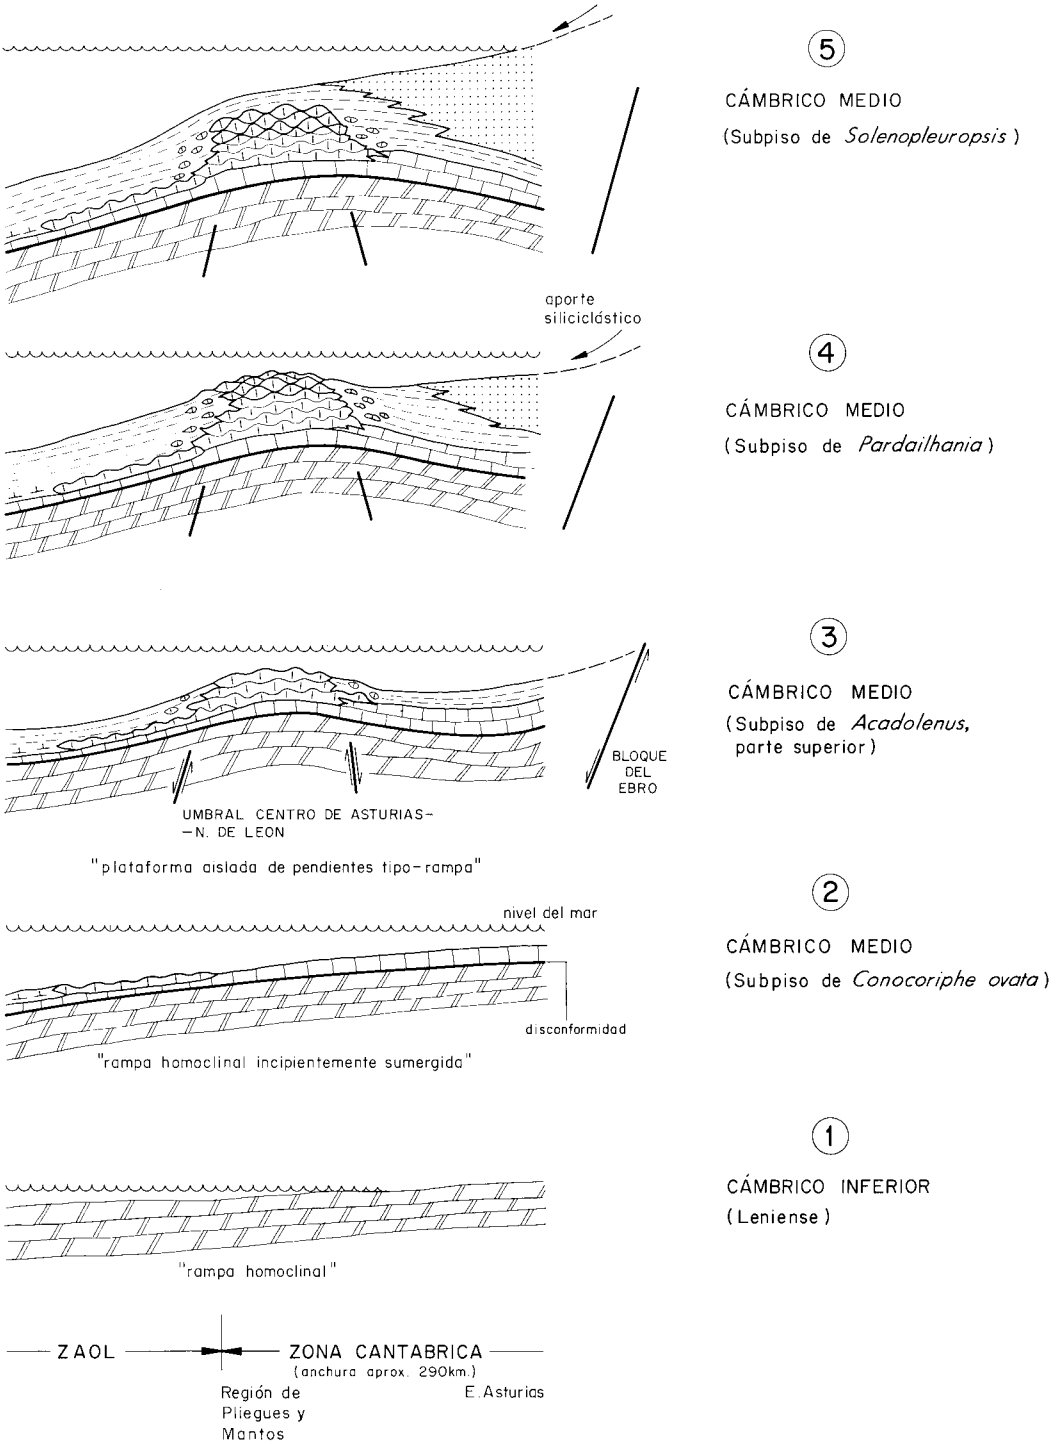 5
CÁMBRICO MEDIO
(Subpiso de Solenopleuropsis)
aporte
siliciclástico
4
CÁMBRICO MEDIO
(Subpiso de Pardailhania)
3
CÁMBRICO MEDIO
(Subpiso de Acadolenus,
parte superior)
BLOQUE
DEL
EBRO
UMBRAL CENTRO DE ASTURIAS-
-N. DE LEON
"plataforma aislada de pendientes tipo-rampa"
2
nivel del mar
CÁMBRICO MEDIO
(Subpiso de Conocoriphe ovata)
disconformidad
"rampa homoclinal incipientemente sumergida"
1
CÁMBRICO INFERIOR
(Leniense)
"rampa homoclinal"
ZAOL
ZONA CANTABRICA
(anchura aprox. 290km.)
Región de
Pliegues y
Mantos
E.Asturias